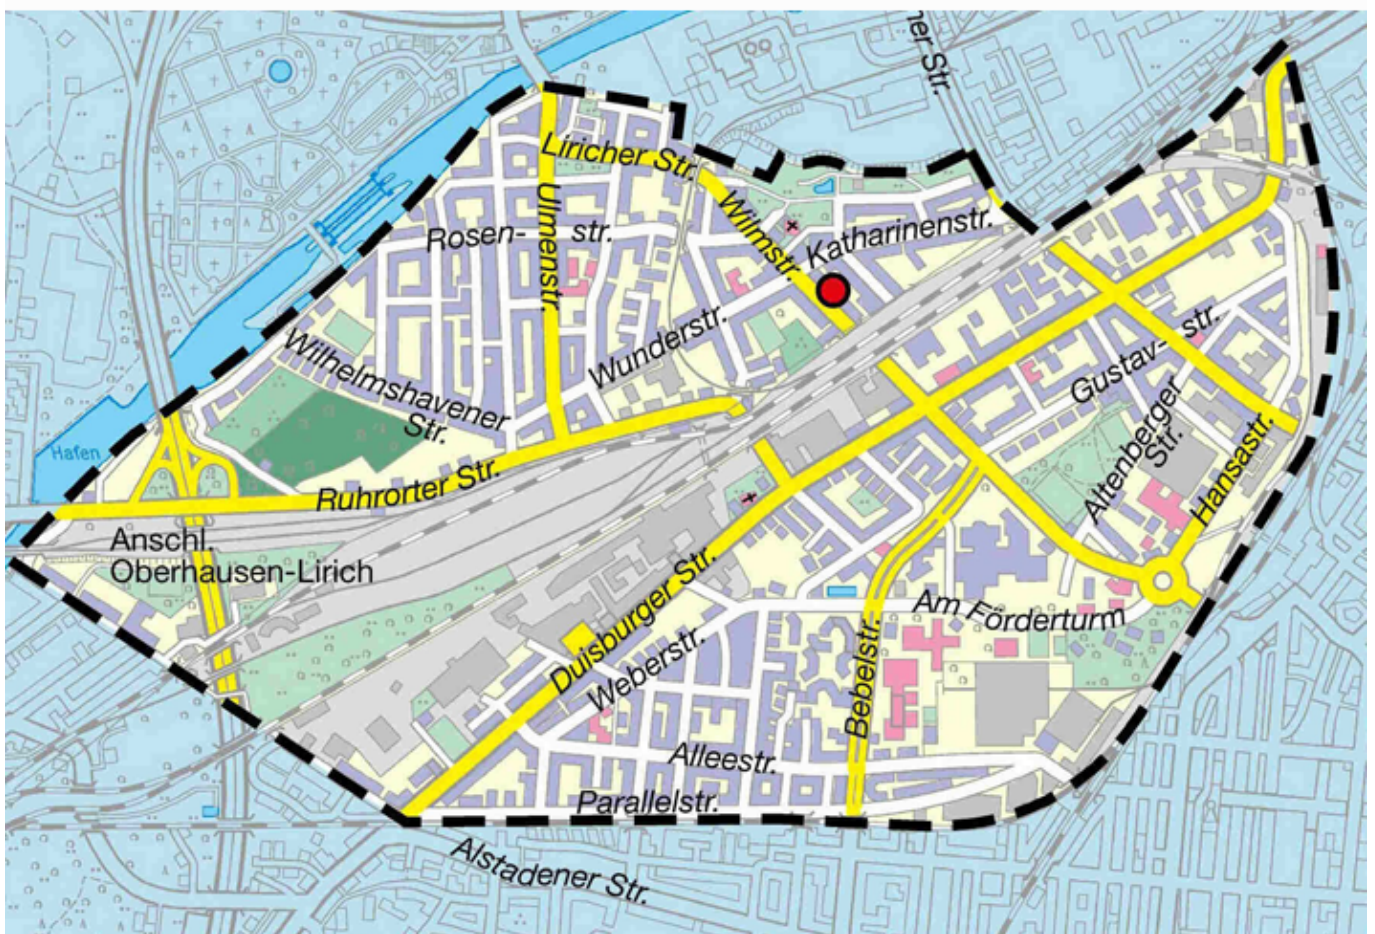 ner Str.
Liricher Str.
Ulmenstr.
Wilmstr.
Rosen- str.
Katharinenstr.
Wunderstr.
Gustav- str.
Wilhelmshavener
Str.
Altenberger
Str.
Hansastr.
Hafen
Ruhrorter Str.
Anschl.
Oberhausen-Lirich
Duisburger Str.
Am Förderturm
Weberstr.
Bebelstr.
Alleestr.
Parallelstr.
Alstadener Str.